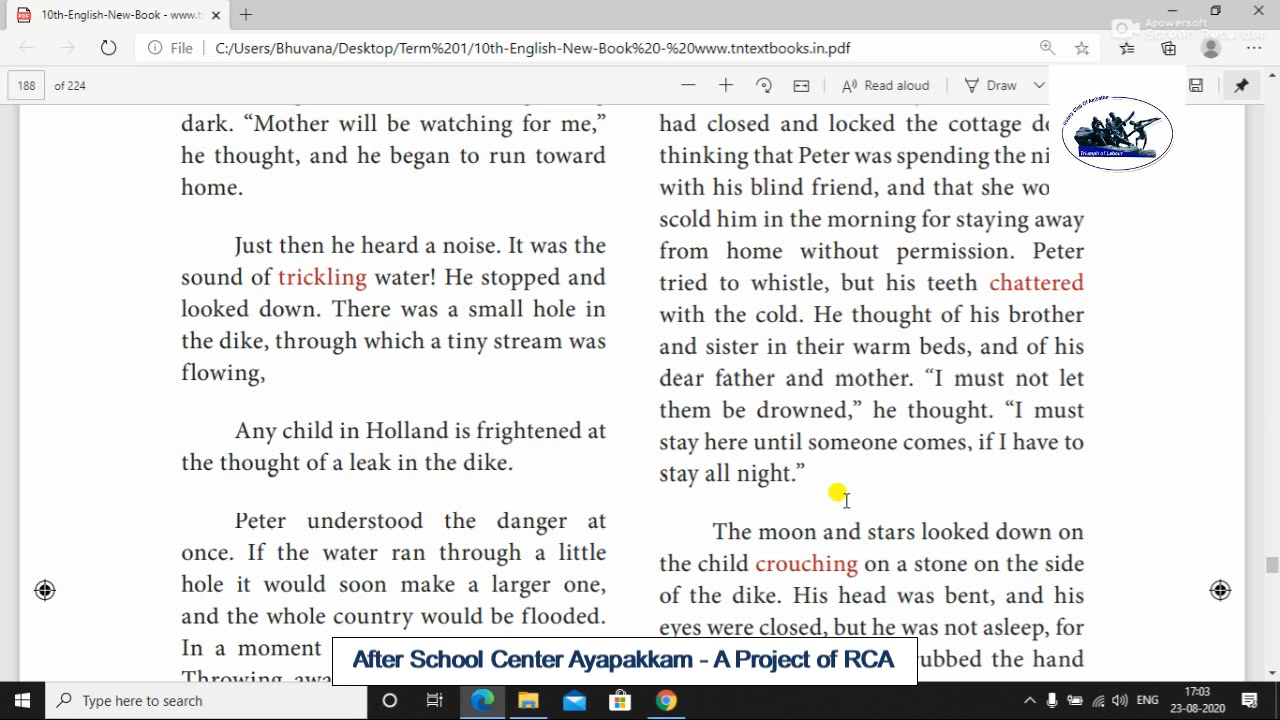 10th-English-New-Book - www.t
File
C:/Users/Bhuvana/Desktop/Term%201/10th-English-New-Book%20-%20www.tntextbooks.in.pdf
Apowersoft
Screen Recorder
188 of 224
Read aloud
Draw
Rotary Club Of Ambattur
Triumph of Labour
dark. “Mother will be watching for me,”
he thought, and he began to run toward
home.
Just then he heard a noise. It was the
sound of trickling water! He stopped and
looked down. There was a small hole in
the dike, through which a tiny stream was
flowing,
Any child in Holland is frightened at
the thought of a leak in the dike.
Peter understood the danger at
once. If the water ran through a little
hole it would soon make a larger one,
and the whole country would be flooded.
In a moment
Throwing awa
had closed and locked the cottage do
thinking that Peter was spending the ni
with his blind friend, and that she wo
scold him in the morning for staying away
from home without permission. Peter
tried to whistle, but his teeth chattered
with the cold. He thought of his brother
and sister in their warm beds, and of his
dear father and mother. “I must not let
them be drowned,” he thought. “I must
stay here until someone comes, if I have to
stay all night.”
The moon and stars looked down on
the child crouching on a stone on the side
of the dike. His head was bent, and his
eyes were closed, but he was not asleep, for
rubbed the hand
After School Center Ayapakkam - A Project of RCA
Type here to search
ENG
17:03
23-08-2020